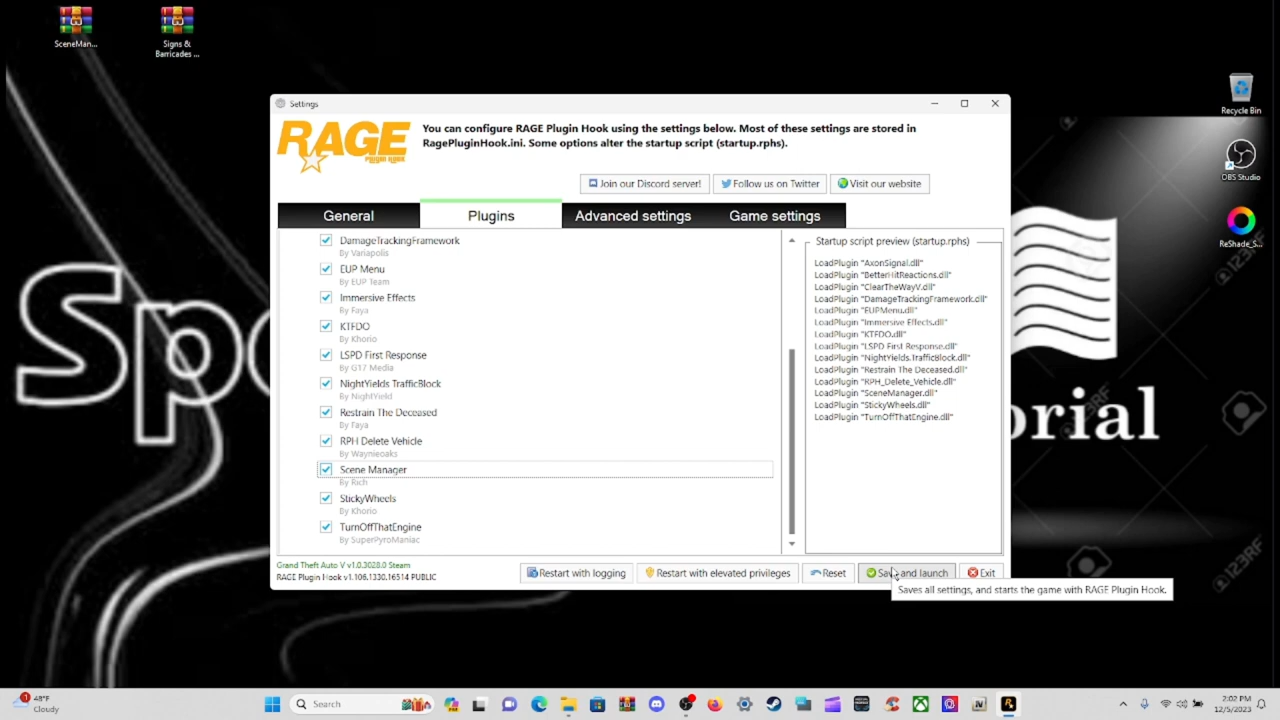 SceneMan...
Signs &
Barricades ...
Settings
RAGE
PLUGIN HOOK
You can configure RAGE Plugin Hook using the settings below. Most of these settings are stored in
RagePluginHook.ini. Some options alter the startup script (startup.rphs).
Join our Discord server!
Follow us on Twitter
Visit our website
General
Plugins
Advanced settings
Game settings
DamageTrackingFramework
By Variapolis
EUP Menu
By EUP Team
Immersive Effects
By Faya
KTFDO
By Khorio
LSPD First Response
By G17 Media
NightYields TrafficBlock
By NightYield
Restrain The Deceased
By Faya
RPH Delete Vehicle
By Waynieoaks
Scene Manager
By Rich
StickyWheels
By Khorio
TurnOffThatEngine
By SuperPyroManiac
Startup script preview (startup.rphs)
LoadPlugin "AxonSignal.dll"
LoadPlugin "BetterHitReactions.dll"
LoadPlugin "ClearTheWayV.dll"
LoadPlugin "DamageTrackingFramework.dll"
LoadPlugin "EUPMenu.dll"
LoadPlugin "Immersive Effects.dll"
LoadPlugin "KTFDO.dll"
LoadPlugin "LSPD First Response.dll"
LoadPlugin "NightYields.TrafficBlock.dll"
LoadPlugin "Restrain The Deceased.dll"
LoadPlugin "RPH_Delete_Vehicle.dll"
LoadPlugin "SceneManager.dll"
LoadPlugin "StickyWheels.dll"
LoadPlugin "TurnOffThatEngine.dll"
Grand Theft Auto V v1.0.3028.0 Steam
RAGE Plugin Hook v1.106.1330.16514 PUBLIC
Restart with logging
Restart with elevated privileges
Reset
Save and launch
Exit
Saves all settings, and starts the game with RAGE Plugin Hook.
Recycle Bin
OBS Studio
ReShade_S...
Spe
orial
1
48°F
Cloudy
Search
2:02 PM
12/5/2023